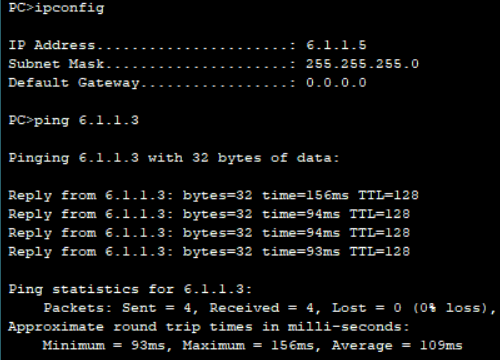 PC>ipconfig
IP Address......................: 6.1.1.5
Subnet Mask.....................: 255.255.255.0
Default Gateway.................: 0.0.0.0
PC>ping 6.1.1.3
Pinging 6.1.1.3 with 32 bytes of data:
Reply from 6.1.1.3: bytes=32 time=156ms TTL=128
Reply from 6.1.1.3: bytes=32 time=94ms TTL=128
Reply from 6.1.1.3: bytes=32 time=94ms TTL=128
Reply from 6.1.1.3: bytes=32 time=93ms TTL=128
Ping statistics for 6.1.1.3:
    Packets: Sent = 4, Received = 4, Lost = 0 (0% loss),
Approximate round trip times in milli-seconds:
    Minimum = 93ms, Maximum = 156ms, Average = 109ms